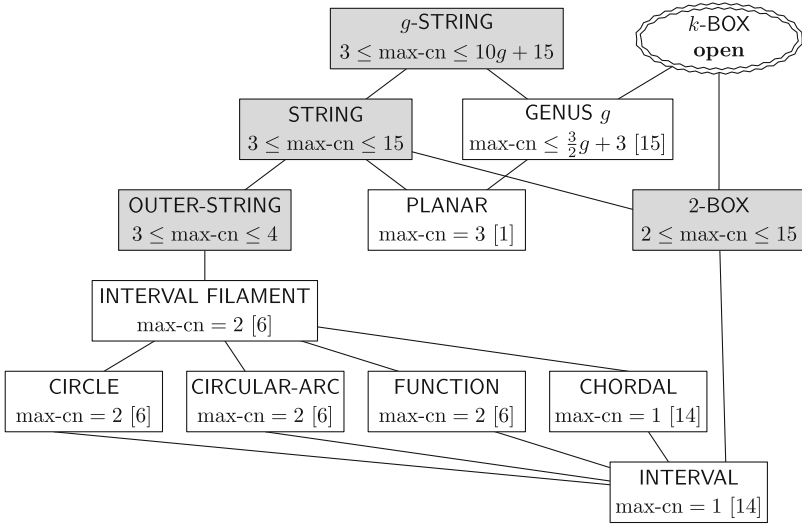 g-STRING
3 ≤ max-cn ≤ 10g + 15
k-BOX
open
STRING
3 ≤ max-cn ≤ 15
GENUS g
max-cn ≤ 3/2 g + 3 [15]
OUTER-STRING
3 ≤ max-cn ≤ 4
PLANAR
max-cn = 3 [1]
2-BOX
2 ≤ max-cn ≤ 15
INTERVAL FILAMENT
max-cn = 2 [6]
CIRCLE
max-cn = 2 [6]
CIRCULAR-ARC
max-cn = 2 [6]
FUNCTION
max-cn = 2 [6]
CHORDAL
max-cn = 1 [14]
INTERVAL
max-cn = 1 [14]